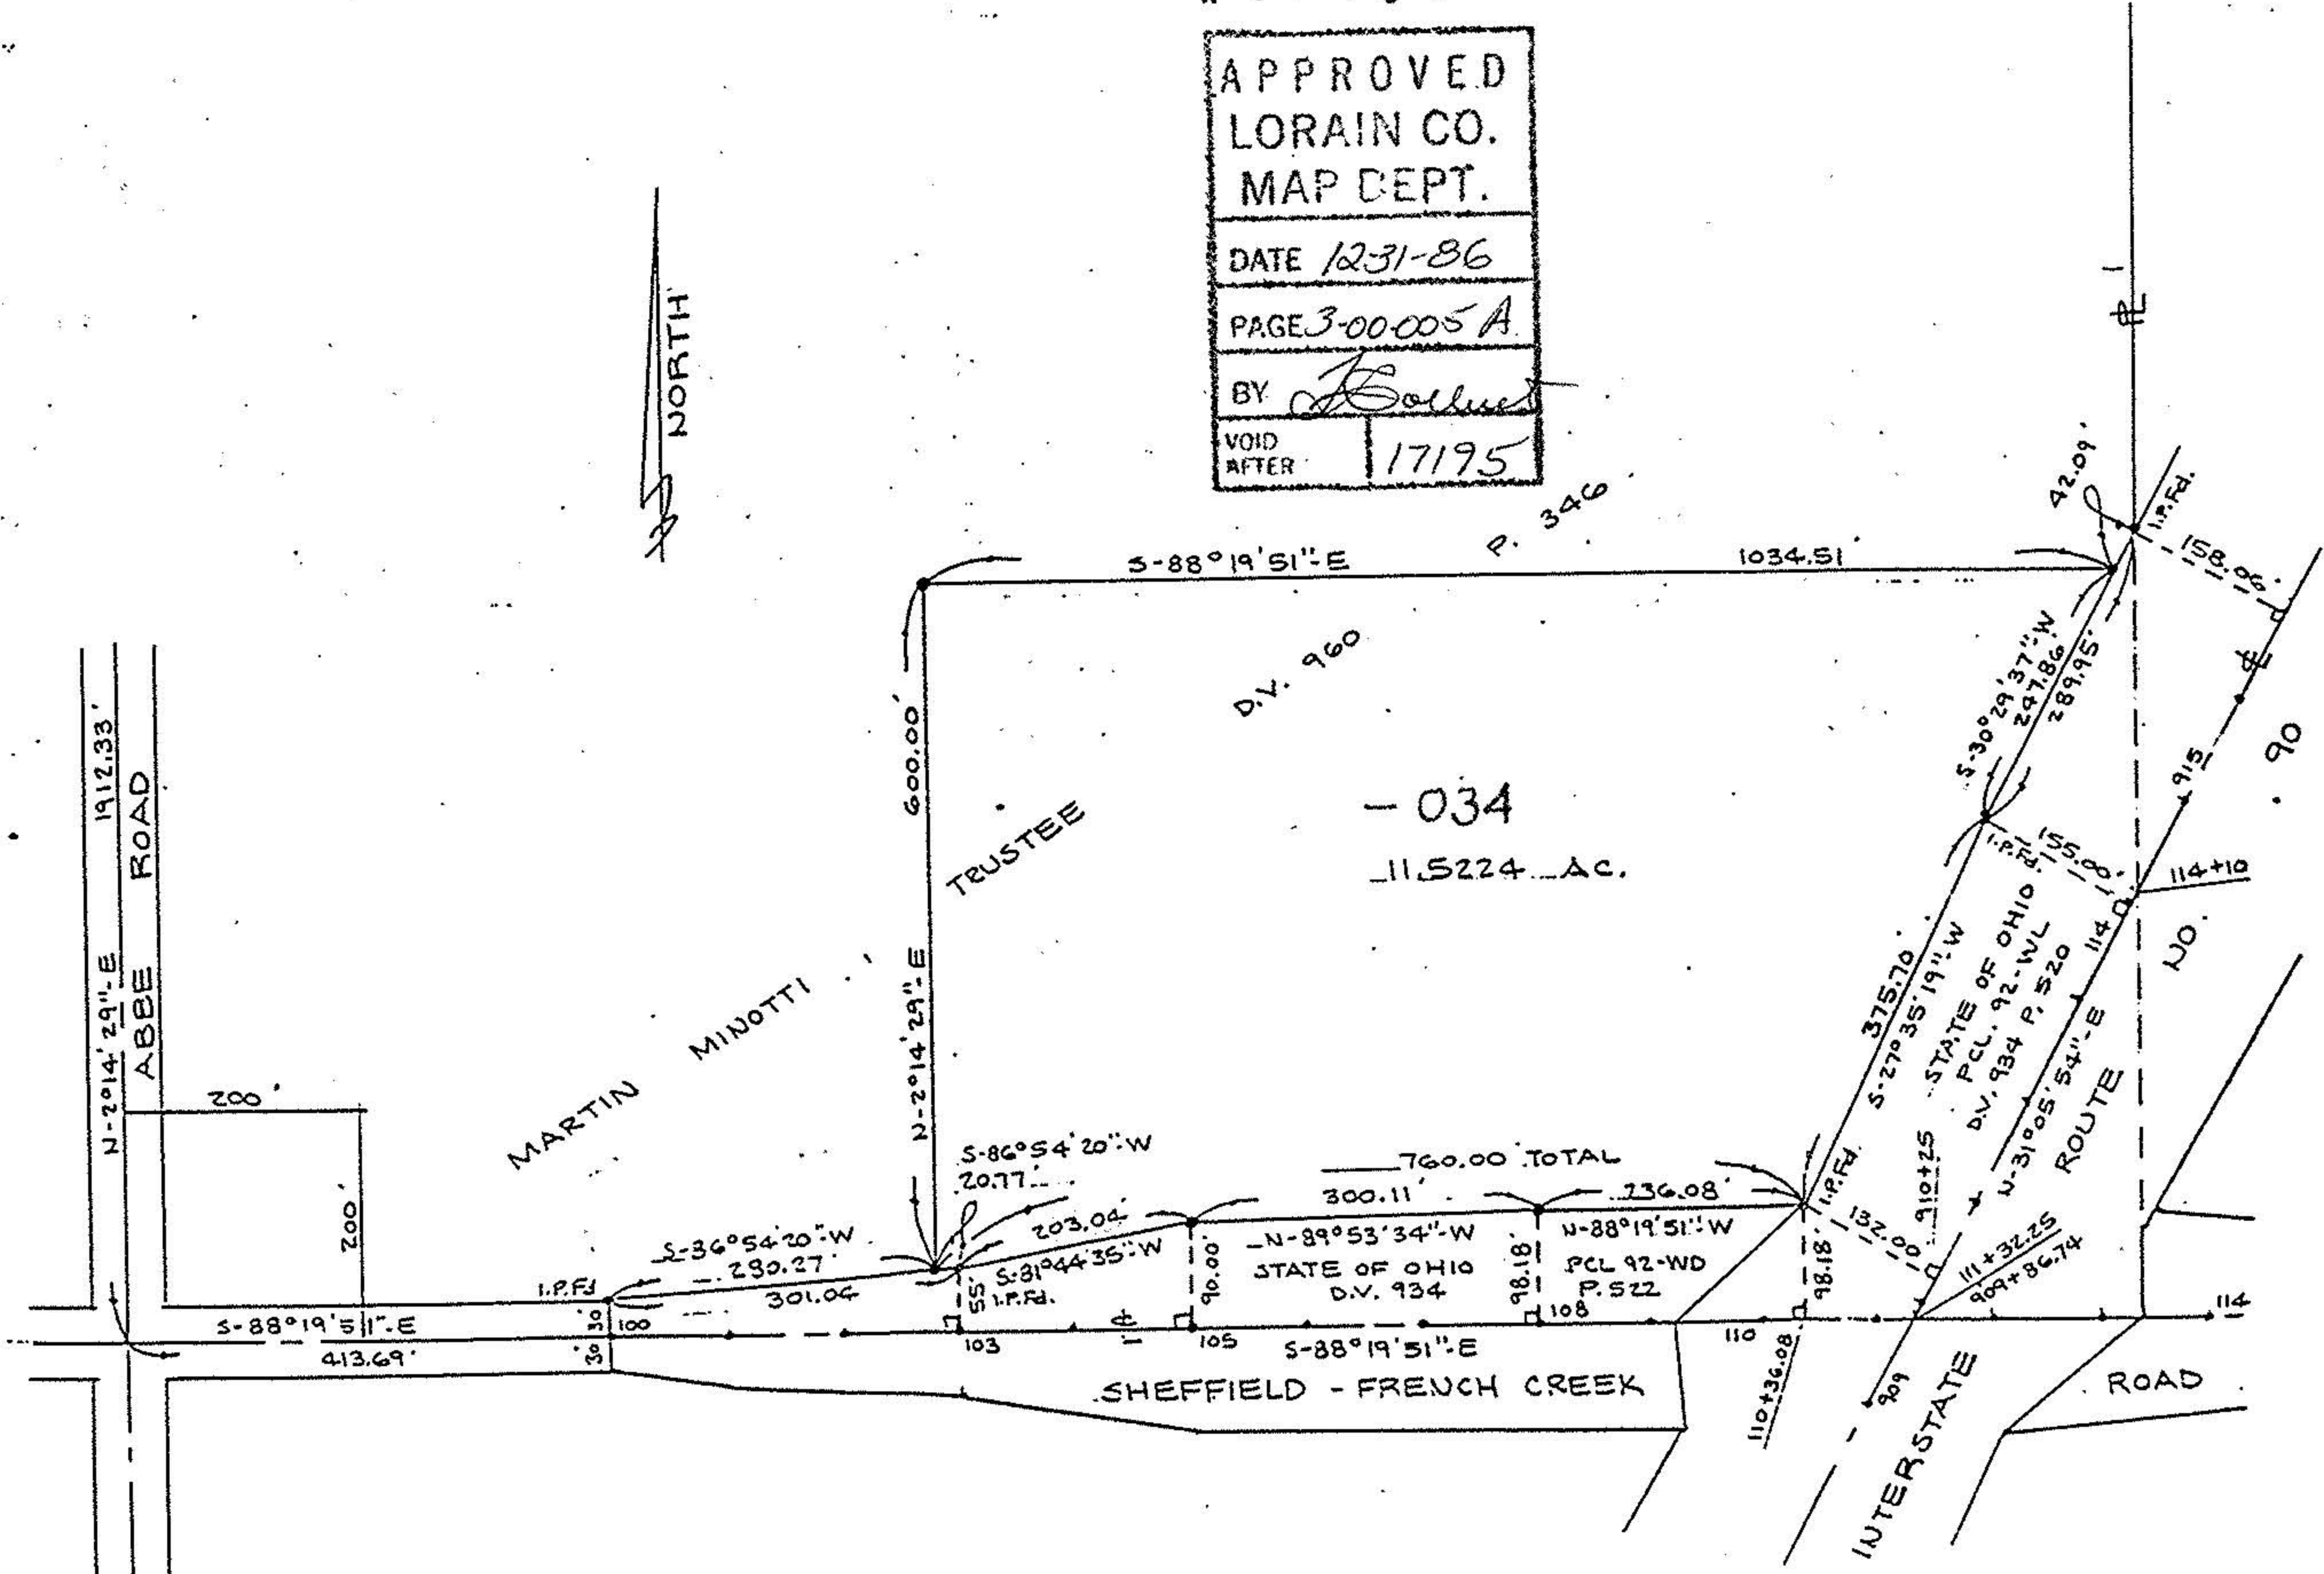 APPROVED
LORAIN CO.
MAP DEPT.
DATE 12-31-86
PAGE 3-00-005 A
BY
VOID AFTER 17195
NORTH
P. 346
42.09'
I.P.Fd.
158.06'
S-88°19'51"-E
1034.51'
D.V. 960
S-30°29'37"-W
247.86'
289.95'
600.00'
N-2°14'29"-E
1912.33'
N-2°14'29"-E
ABBE ROAD
TRUSTEE
MINOTTI
MARTIN
- 034
11.5224 AC.
915
90
I.P.Fd.
155.00'
114+10
114
NO.
375.70'
S-27°35'19"-W
STATE OF OHIO
PCL. 92-WL
D.V. 934 P. 520
N-31°05'54"-E
ROUTE
910+25
I.P.Fd.
132.00'
200'
200'
S-86°54'20"-W
20.77'
760.00 TOTAL
300.11'
236.08'
203.04
S-81°44'35"-W
I.P.Fd.
S-36°54'20"-W
280.27'
301.04
I.P.Fd
N-89°53'34"-W
STATE OF OHIO
D.V. 934
N-88°19'51"-W
PCL 92-WD
P. 522
55'
90.00'
98.18'
98.18'
111+32.25
909+86.74
S-88°19'51"-E
413.69'
30'
30'
100
103
105
108
110
114
S-88°19'51"-E
110+36.08
909
SHEFFIELD - FRENCH CREEK
ROAD
INTERSTATE